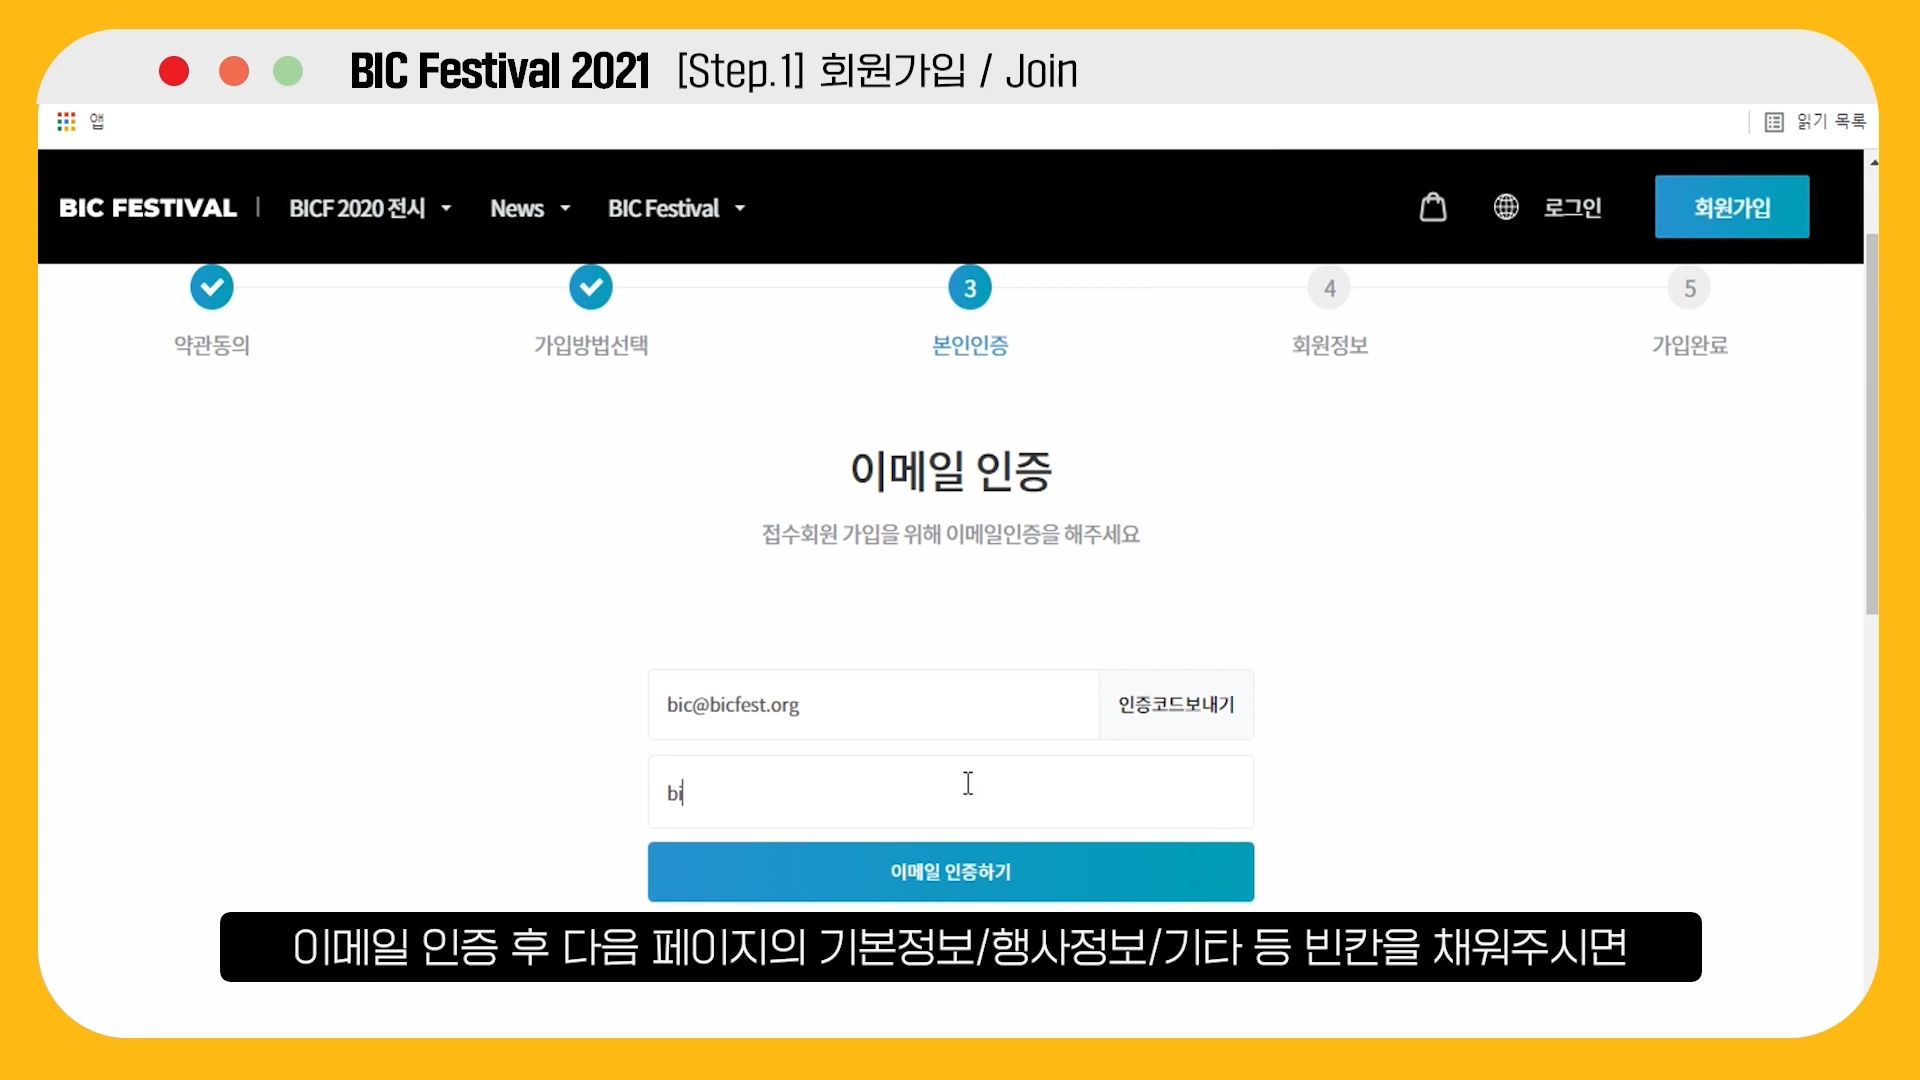 BIC Festival 2021 [Step.1] 회원가입 / Join
앱
읽기 목록
BIC FESTIVAL | BICF 2020 전시 News BIC Festival 로그인 회원가입
3 4 5
약관동의 가입방법선택 본인인증 회원정보 가입완료
이메일 인증
접수회원 가입을 위해 이메일인증을 해주세요
bic@bicfest.org 인증코드보내기
bi
이메일 인증하기
이메일 인증 후 다음 페이지의 기본정보/행사정보/기타 등 빈칸을 채워주시면